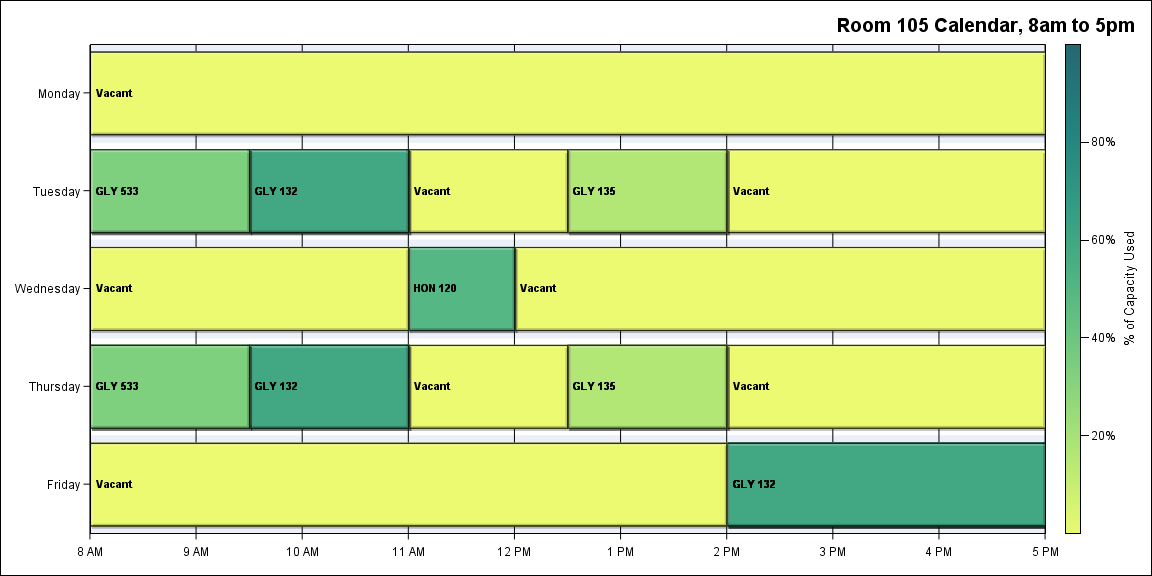 Room 105 Calendar, 8am to 5pm
Monday
Vacant
Tuesday
GLY 533
GLY 132
Vacant
GLY 135
Vacant
Wednesday
Vacant
HON 120
Vacant
Thursday
GLY 533
GLY 132
Vacant
GLY 135
Vacant
Friday
Vacant
GLY 132
8 AM
9 AM
10 AM
11 AM
12 PM
1 PM
2 PM
3 PM
4 PM
5 PM
80%
60%
40%
20%
% of Capacity Used